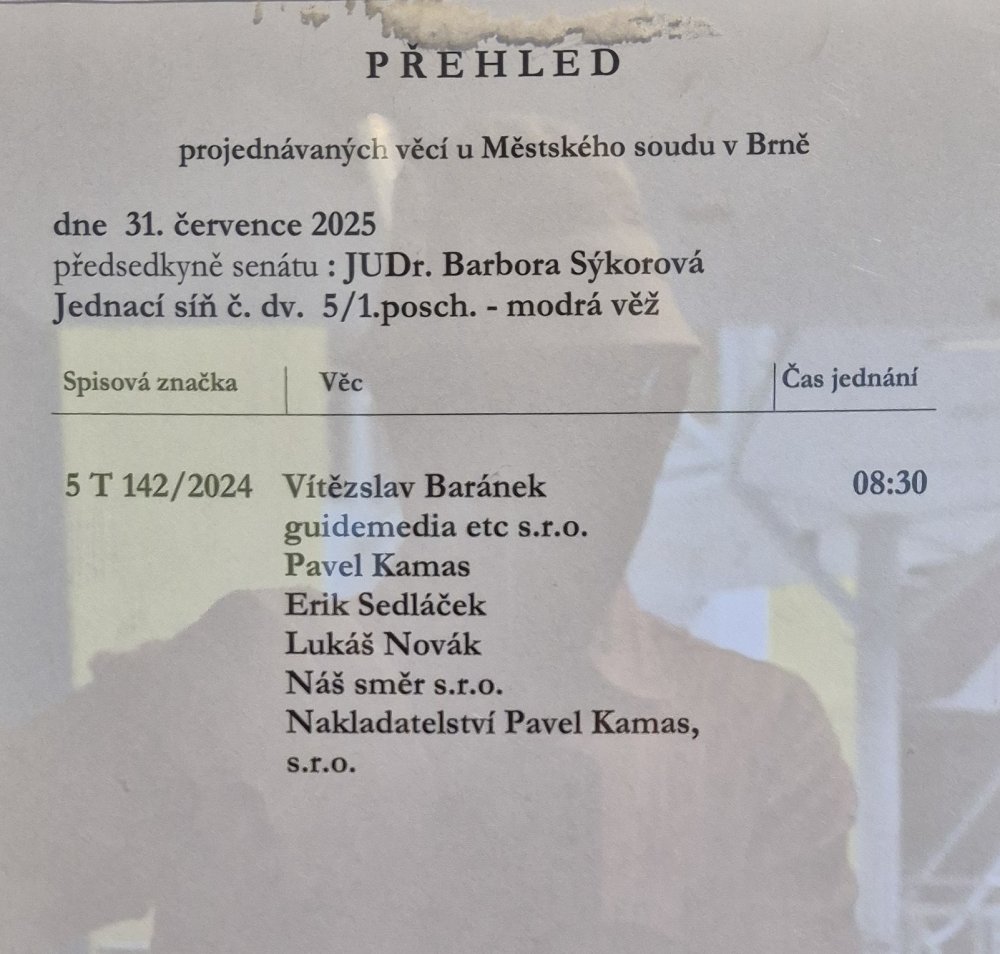 PŘEHLED
projednávaných věcí u Městského soudu v Brně
dne 31. července 2025
předsedkyně senátu : JUDr. Barbora Sýkorová
Jednací síň č. dv. 5/1.posch. - modrá věž
Spisová značka Věc Čas jednání
5 T 142/2024 Vítězslav Baránek 08:30
guidemedia etc s.r.o.
Pavel Kamas
Erik Sedláček
Lukáš Novák
Náš směr s.r.o.
Nakladatelství Pavel Kamas,
s.r.o.